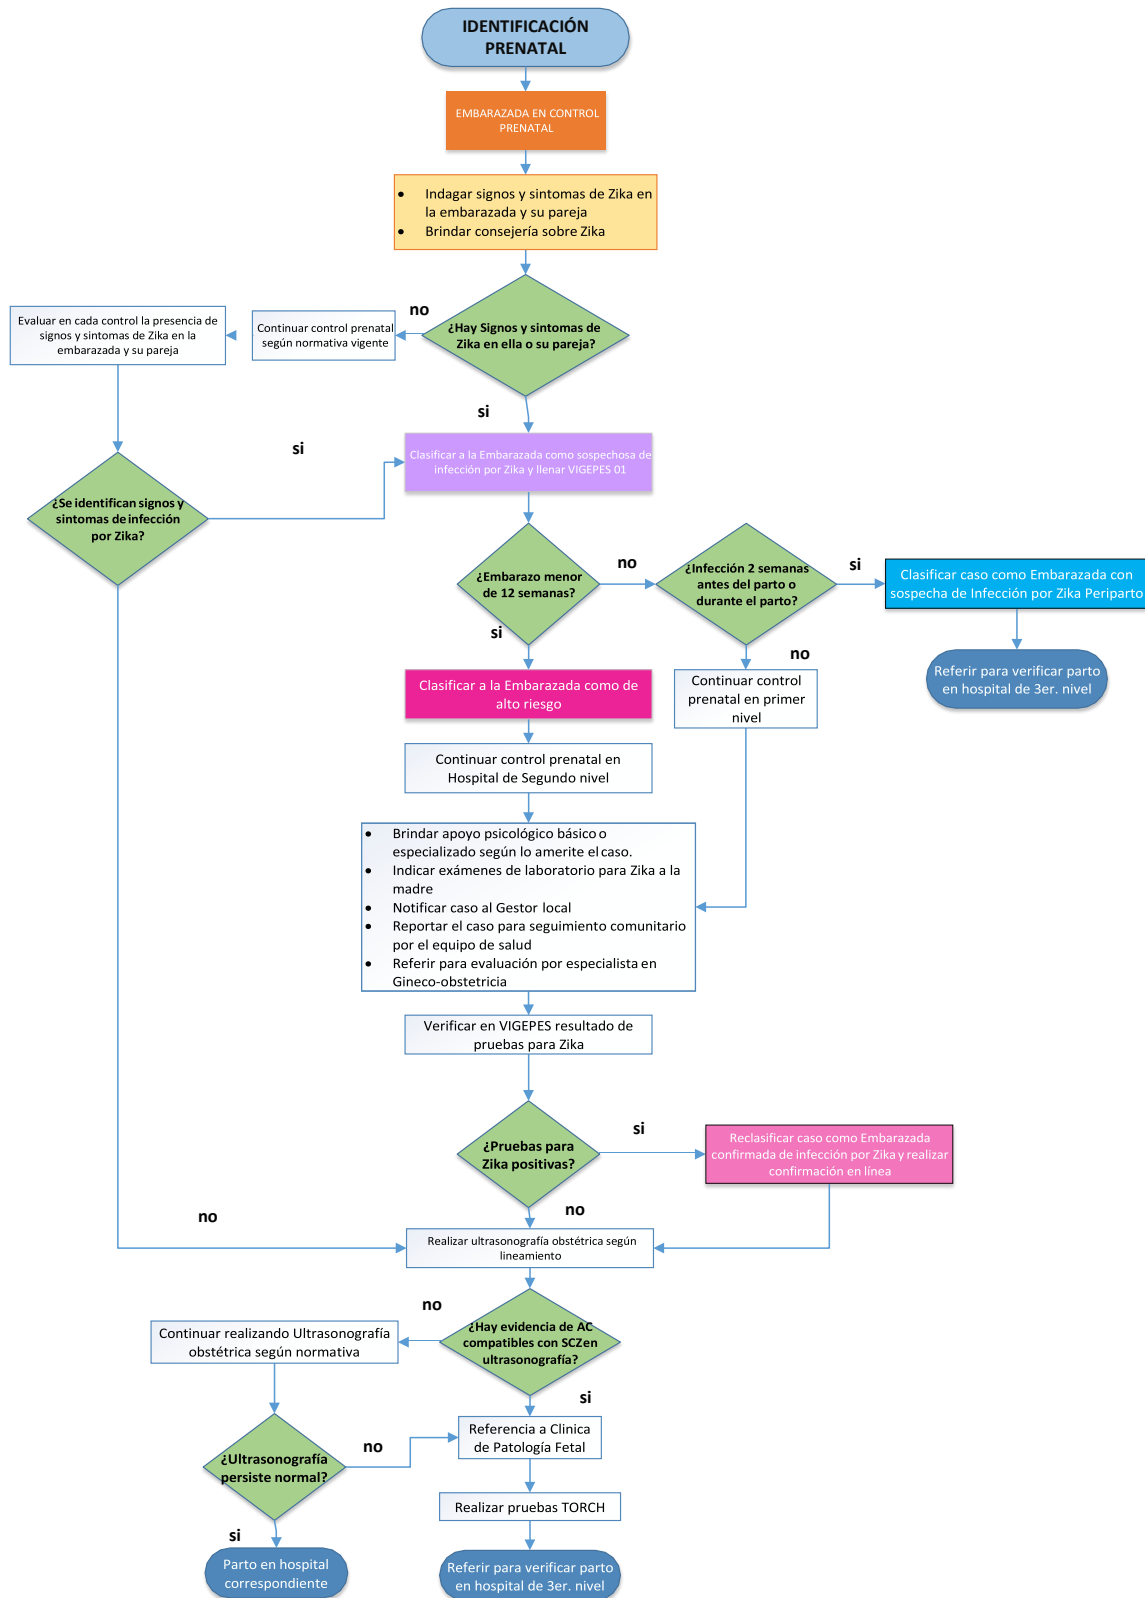 IDENTIFICACIÓN
PRENATAL
EMBARAZADA EN CONTROL
PRENATAL
• Indagar signos y sintomas de Zika en
la embarazada y su pareja
• Brindar consejería sobre Zika
¿Hay Signos y sintomas de
Zika en ella o su pareja?
no
Continuar control prenatal
según normativa vigente
Evaluar en cada control la presencia de
signos y sintomas de Zika en la
embarazada y su pareja
si
Clasificar a la Embarazada como sospechosa de
infección por Zika y llenar VIGEPES 01
si
¿Se identifican signos y
sintomas de infección
por Zika?
¿Embarazo menor
de 12 semanas?
no
¿Infección 2 semanas
antes del parto o
durante el parto?
si
Clasificar caso como Embarazada con
sospecha de Infección por Zika Periparto
Referir para verificar parto
en hospital de 3er. nivel
si
no
Clasificar a la Embarazada como de
alto riesgo
Continuar control
prenatal en primer
nivel
Continuar control prenatal en
Hospital de Segundo nivel
• Brindar apoyo psicológico básico o
especializado según lo amerite el caso.
• Indicar exámenes de laboratorio para Zika a la
madre
• Notificar caso al Gestor local
• Reportar el caso para seguimiento comunitario
por el equipo de salud
• Referir para evaluación por especialista en
Gineco-obstetricia
Verificar en VIGEPES resultado de
pruebas para Zika
¿Pruebas para
Zika positivas?
si
Reclasificar caso como Embarazada
confirmada de infección por Zika y realizar
confirmación en línea
no
no
Realizar ultrasonografía obstétrica según
lineamiento
¿Hay evidencia de AC
compatibles con SCZen
ultrasonografía?
no
Continuar realizando Ultrasonografía
obstétrica según normativa
si
Referencia a Clinica
de Patología Fetal
¿Ultrasonografía
persiste normal?
no
Realizar pruebas TORCH
si
Parto en hospital
correspondiente
Referir para verificar parto
en hospital de 3er. nivel